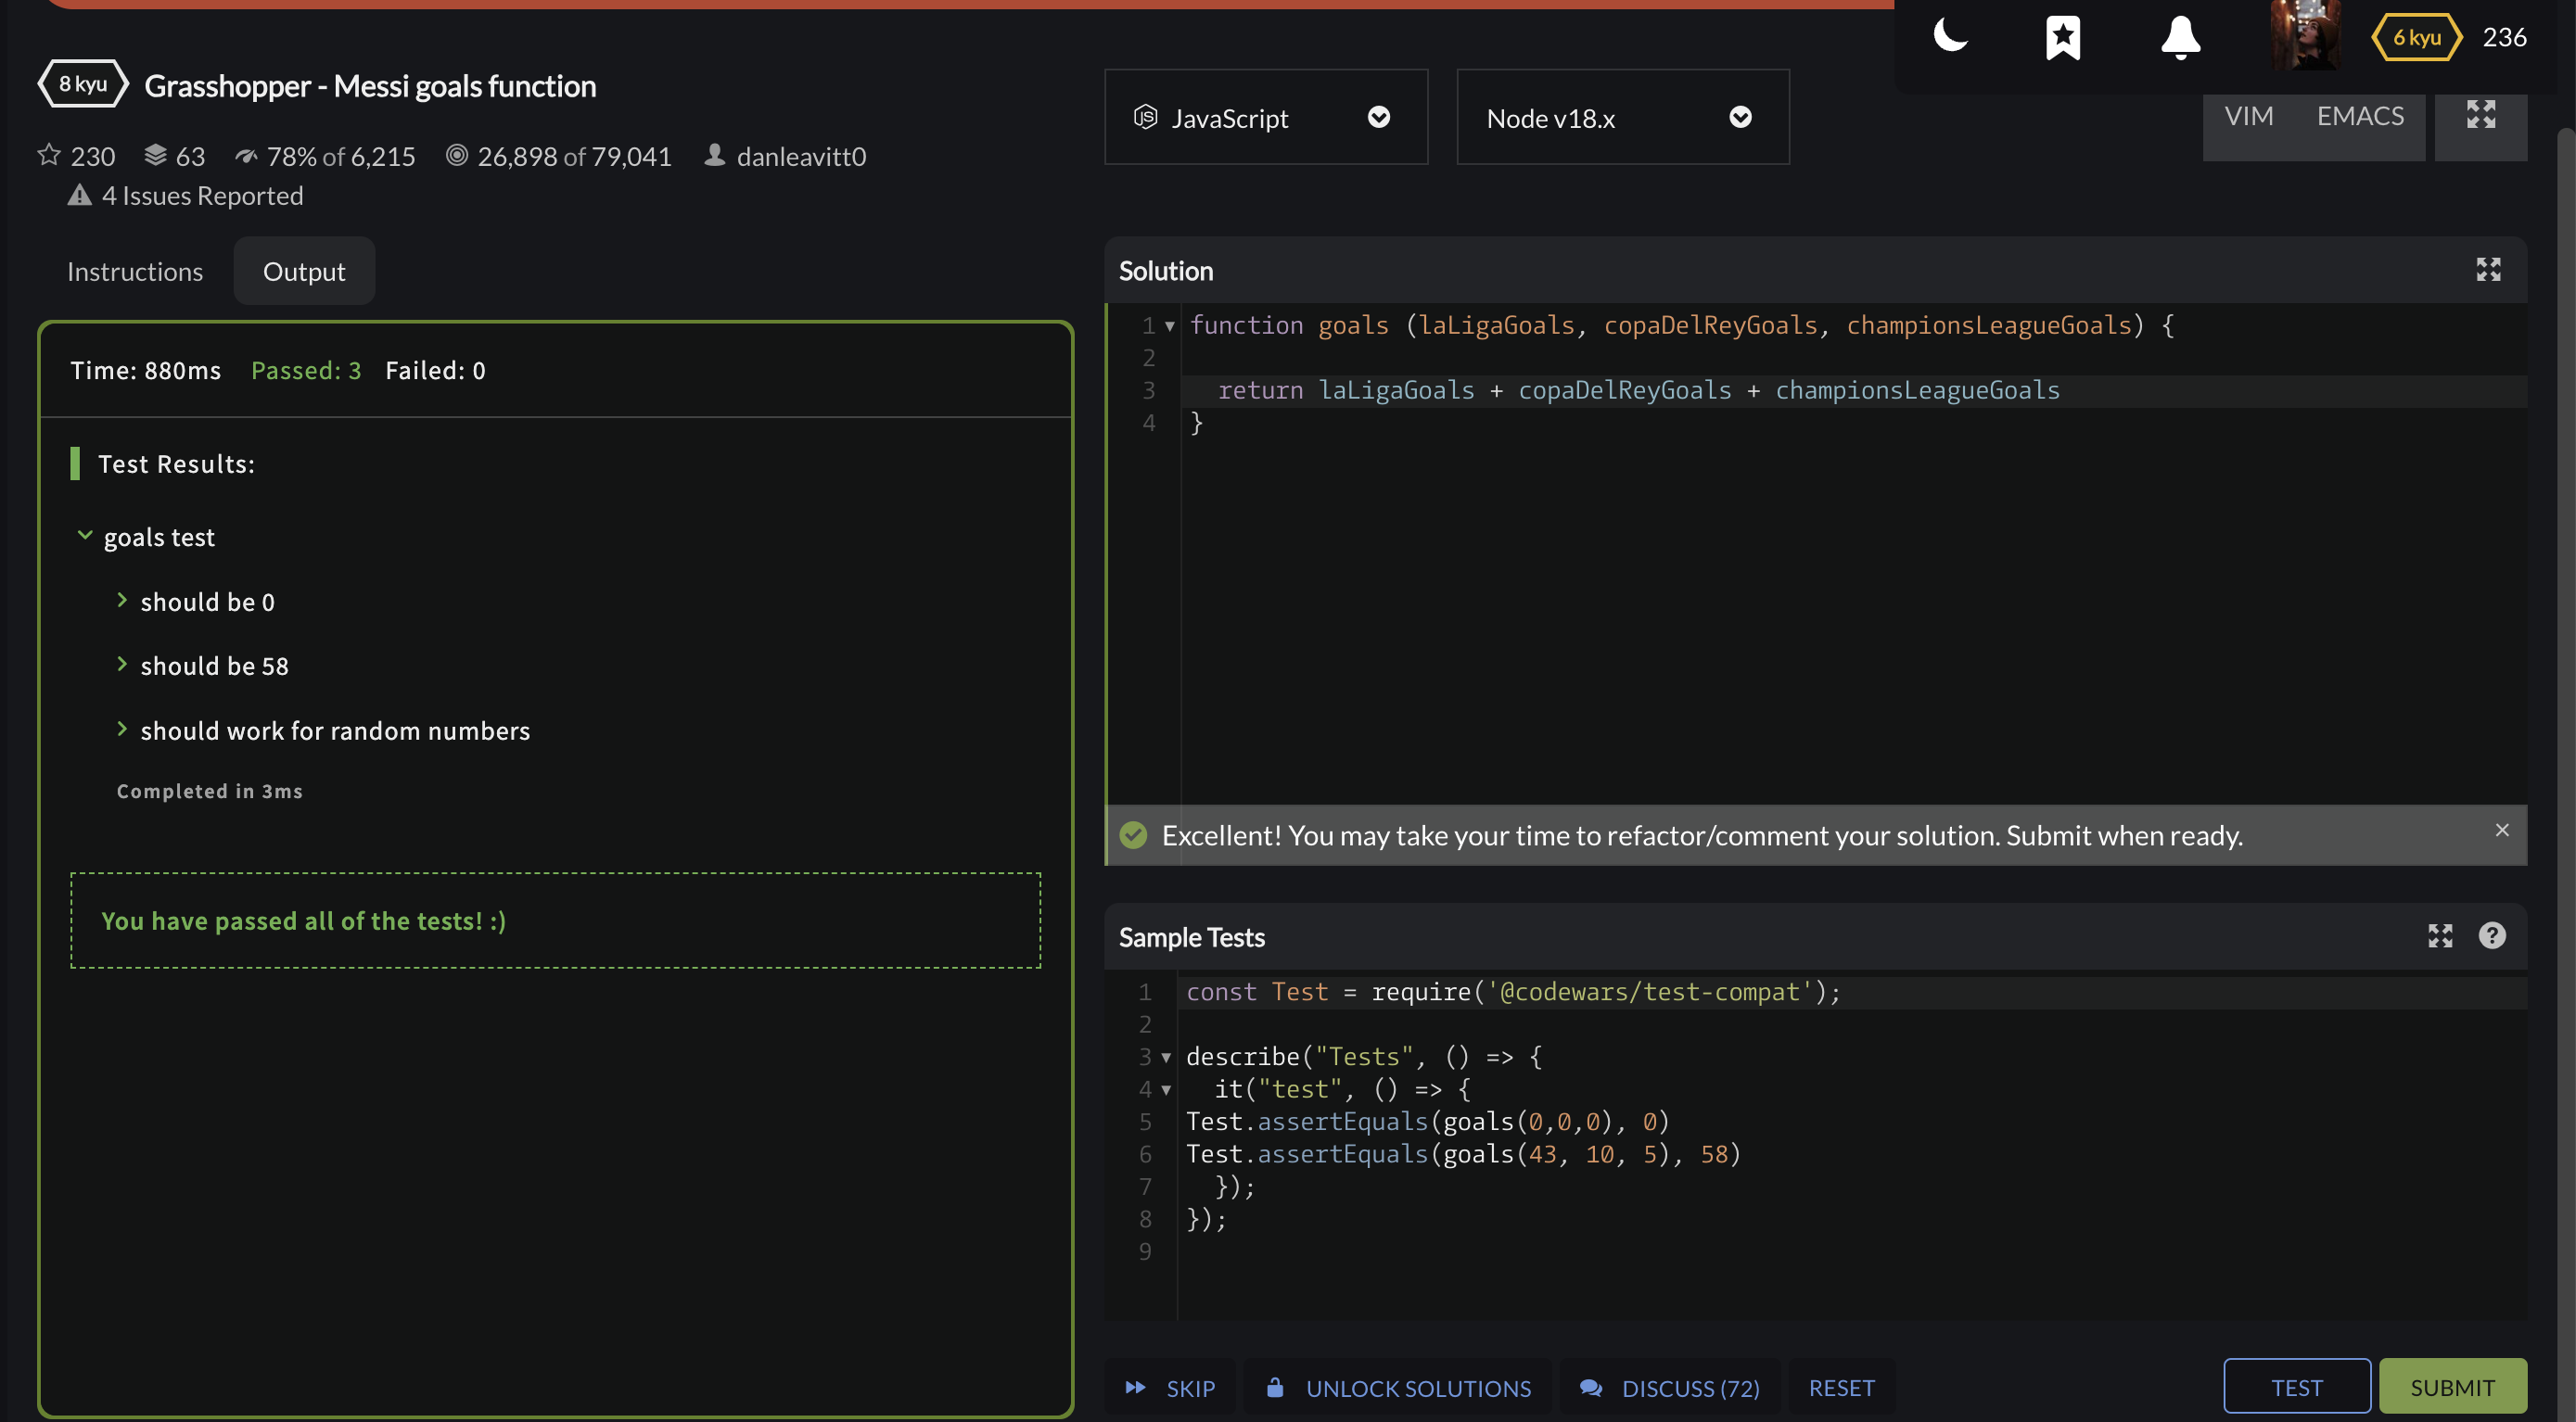 8 kyu Grasshopper - Messi goals function
230 63 78% of 6,215 26,898 of 79,041 danleavitt0
4 Issues Reported
6 kyu 236
JS JavaScript Node v18.x VIM EMACS
Instructions Output
Time: 880ms Passed: 3 Failed: 0
Test Results:
goals test
should be 0
should be 58
should work for random numbers
Completed in 3ms
You have passed all of the tests! :)
Solution
1 function goals (laLigaGoals, copaDelReyGoals, championsLeagueGoals) {
2
3 return laLigaGoals + copaDelReyGoals + championsLeagueGoals
4 }
Excellent! You may take your time to refactor/comment your solution. Submit when ready.
Sample Tests
1 const Test = require('@codewars/test-compat');
2
3 describe("Tests", () => {
4 it("test", () => {
5 Test.assertEquals(goals(0,0,0), 0)
6 Test.assertEquals(goals(43, 10, 5), 58)
7 });
8 });
9
SKIP UNLOCK SOLUTIONS DISCUSS (72) RESET TEST SUBMIT